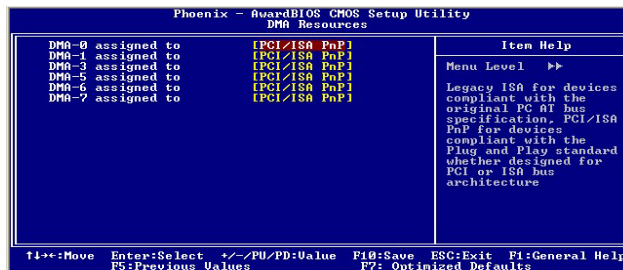 Phoenix - AwardBIOS CMOS Setup Utility
DMA Resources
DMA-0 assigned to [PCI/ISA PnP]
DMA-1 assigned to [PCI/ISA PnP]
DMA-3 assigned to [PCI/ISA PnP]
DMA-5 assigned to [PCI/ISA PnP]
DMA-6 assigned to [PCI/ISA PnP]
DMA-7 assigned to [PCI/ISA PnP]
Item Help
Menu Level ▶▶
Legacy ISA for devices
compliant with the
original PC AT bus
specification, PCI/ISA
PnP for devices
compliant with the
Plug and Play standard
whether designed for
PCI or ISA bus
architecture
↑↓→←:Move Enter:Select +/-/PU/PD:Value F10:Save ESC:Exit F1:General Help
F5:Previous Values F7: Optimized Defaults